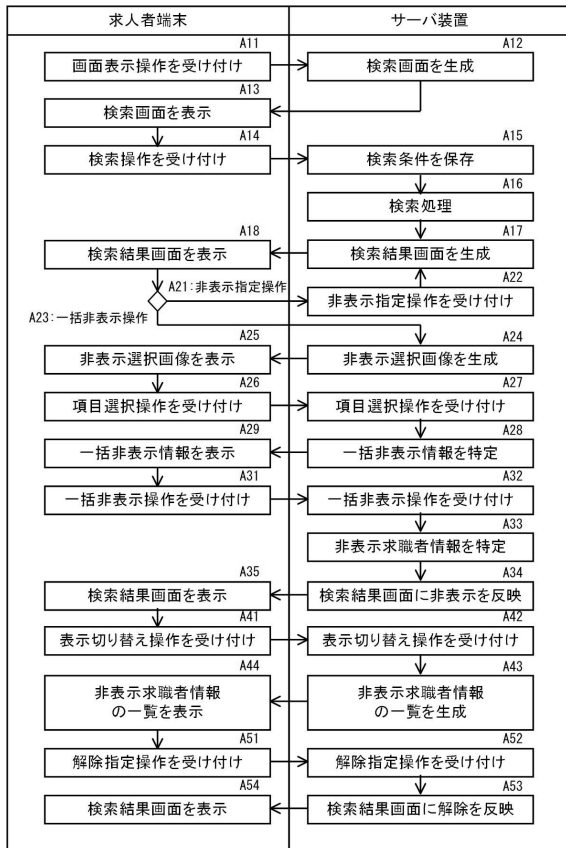 求人者端末
サーバ装置
A11
画面表示操作を受け付け
A12
検索画面を生成
A13
検索画面を表示
A14
検索操作を受け付け
A15
検索条件を保存
A16
検索処理
A18
検索結果画面を表示
A17
検索結果画面を生成
A21:非表示指定操作
A22
非表示指定操作を受け付け
A23:一括非表示操作
A25
非表示選択画像を表示
A24
非表示選択画像を生成
A26
項目選択操作を受け付け
A27
項目選択操作を受け付け
A29
一括非表示情報を表示
A28
一括非表示情報を特定
A31
一括非表示操作を受け付け
A32
一括非表示操作を受け付け
A33
非表示求職者情報を特定
A35
検索結果画面を表示
A34
検索結果画面に非表示を反映
A41
表示切り替え操作を受け付け
A42
表示切り替え操作を受け付け
A44
非表示求職者情報
の一覧を表示
A43
非表示求職者情報
の一覧を生成
A51
解除指定操作を受け付け
A52
解除指定操作を受け付け
A54
検索結果画面を表示
A53
検索結果画面に解除を反映